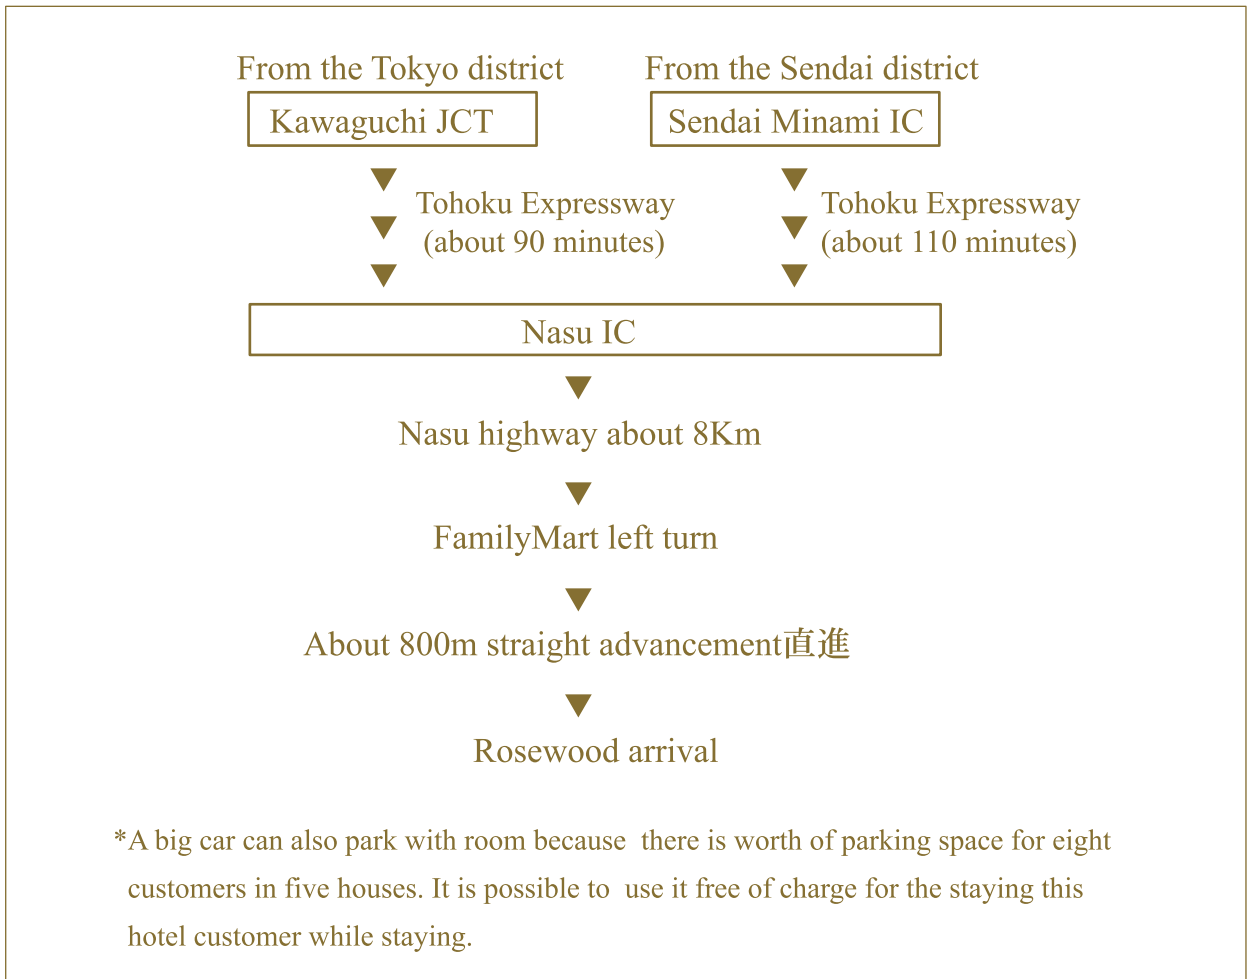 From the Tokyo district
Kawaguchi JCT
Tohoku Expressway
(about 90 minutes)
From the Sendai district
Sendai Minami IC
Tohoku Expressway
(about 110 minutes)
Nasu IC
Nasu highway about 8Km
FamilyMart left turn
About 800m straight advancement直進
Rosewood arrival
*A big car can also park with room because there is worth of parking space for eight
customers in five houses. It is possible to use it free of charge for the staying this
hotel customer while staying.